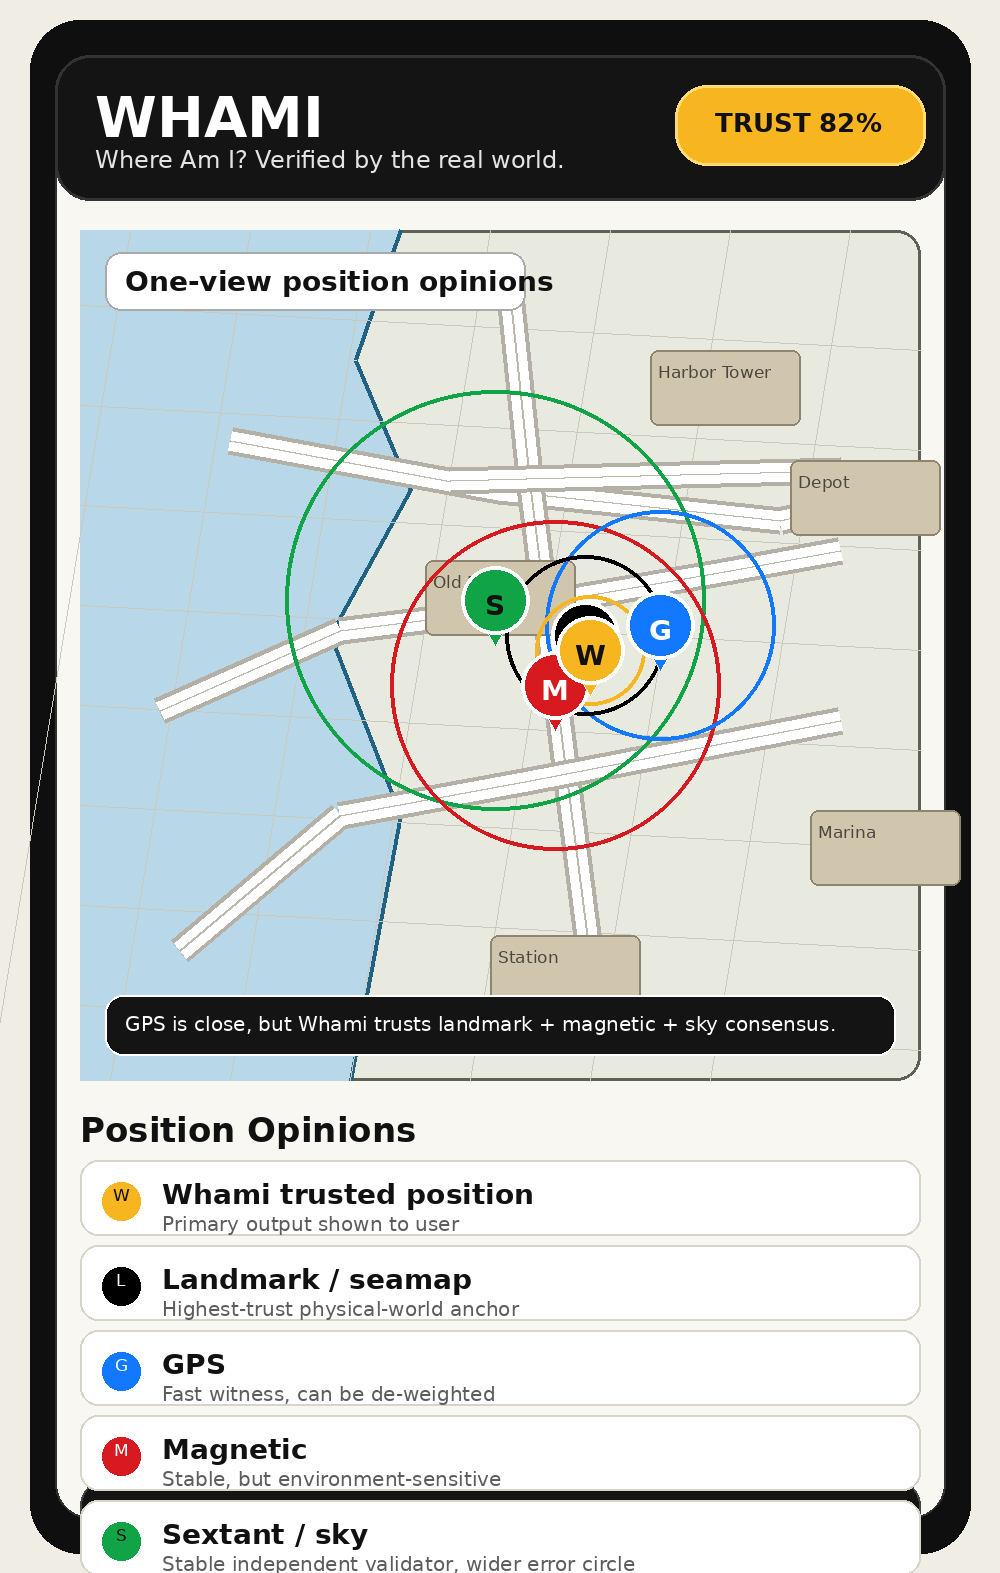 WHAMI
Where Am I? Verified by the real world.
TRUST 82%
One-view position opinions
Harbor Tower
Depot
Old
S
G
W
M
Marina
Station
GPS is close, but Whami trusts landmark + magnetic + sky consensus.
Position Opinions
W
Whami trusted position
Primary output shown to user
L
Landmark / seamap
Highest-trust physical-world anchor
G
GPS
Fast witness, can be de-weighted
M
Magnetic
Stable, but environment-sensitive
S
Sextant / sky
Stable independent validator, wider error circle